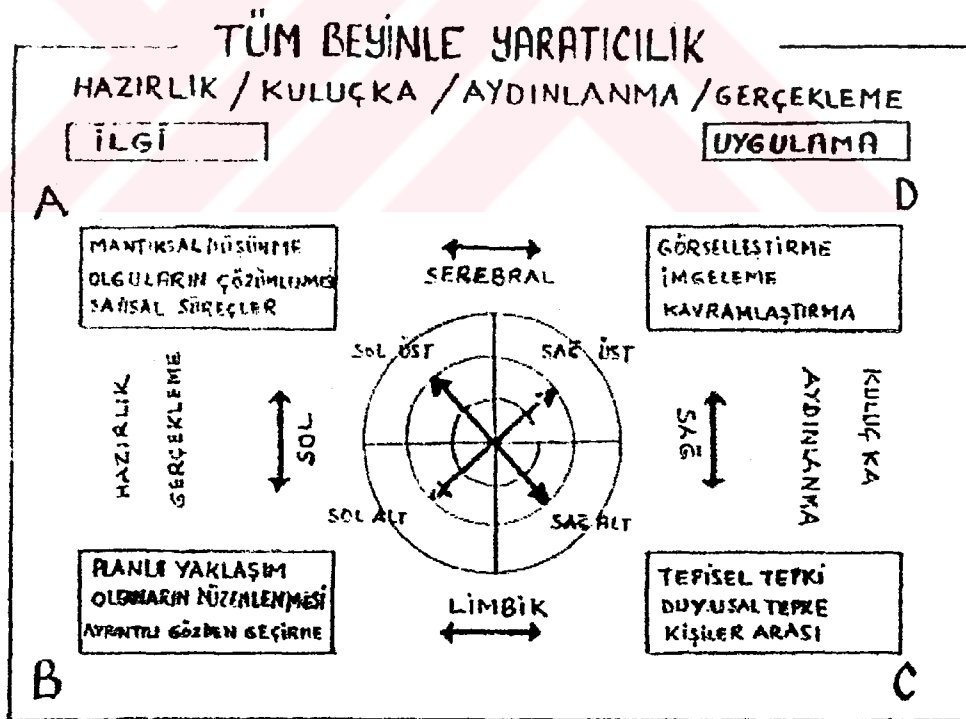 TÜM BEYİNLE YARATICILIK
HAZIRLIK / KULUÇKA / AYDINLANMA / GERÇEKLEME
İLGİ
UYGULAMA
A
D
MANTIKSAL DÜŞÜNME
OLGULARIN ÇÖZÜMLENMESİ
SAYISAL SÜREÇLER
SEREBRAL
GÖRSELLEŞTİRME
İMGELEME
KAVRAMLAŞTIRMA
SOL ÜST
SAĞ ÜST
HAZIRLIK
GERÇEKLEME
SOL
SAĞ
AYDINLANMA
KULUÇKA
SOL ALT
SAĞ ALT
PLANLI YAKLAŞIM
OLGULARIN DÜZENLENMESİ
AYRINTILI GÖZDEN GEÇİRME
LİMBİK
TEPİSEL TEPKİ
DUYUSAL TEPKE
KİŞİLER ARASI
B
C